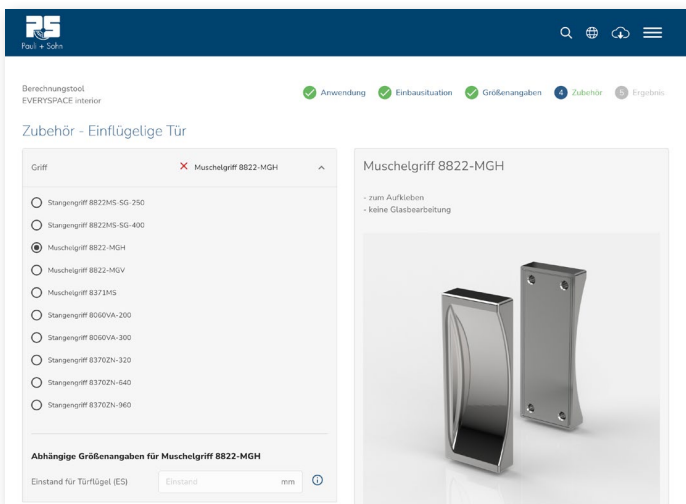 PS
Pauli + Sohn
Berechnungstool
EVERYSPACE interior
Anwendung
Einbausituation
Größenangaben
4 Zubehör
5 Ergebnis
Zubehör - Einflügelige Tür
Griff
Muschelgriff 8822-MGH
Stangengriff 8822MS-SG-250
Stangengriff 8822MS-SG-400
Muschelgriff 8822-MGH
Muschelgriff 8822-MGV
Muschelgriff 8371MS
Stangengriff 8060VA-200
Stangengriff 8060VA-300
Stangengriff 8370ZN-320
Stangengriff 8370ZN-640
Stangengriff 8370ZN-960
Abhängige Größenangaben für Muschelgriff 8822-MGH
Einstand für Türflügel (ES)
Einstand
mm
Muschelgriff 8822-MGH
- zum Aufkleben
- keine Glasbearbeitung